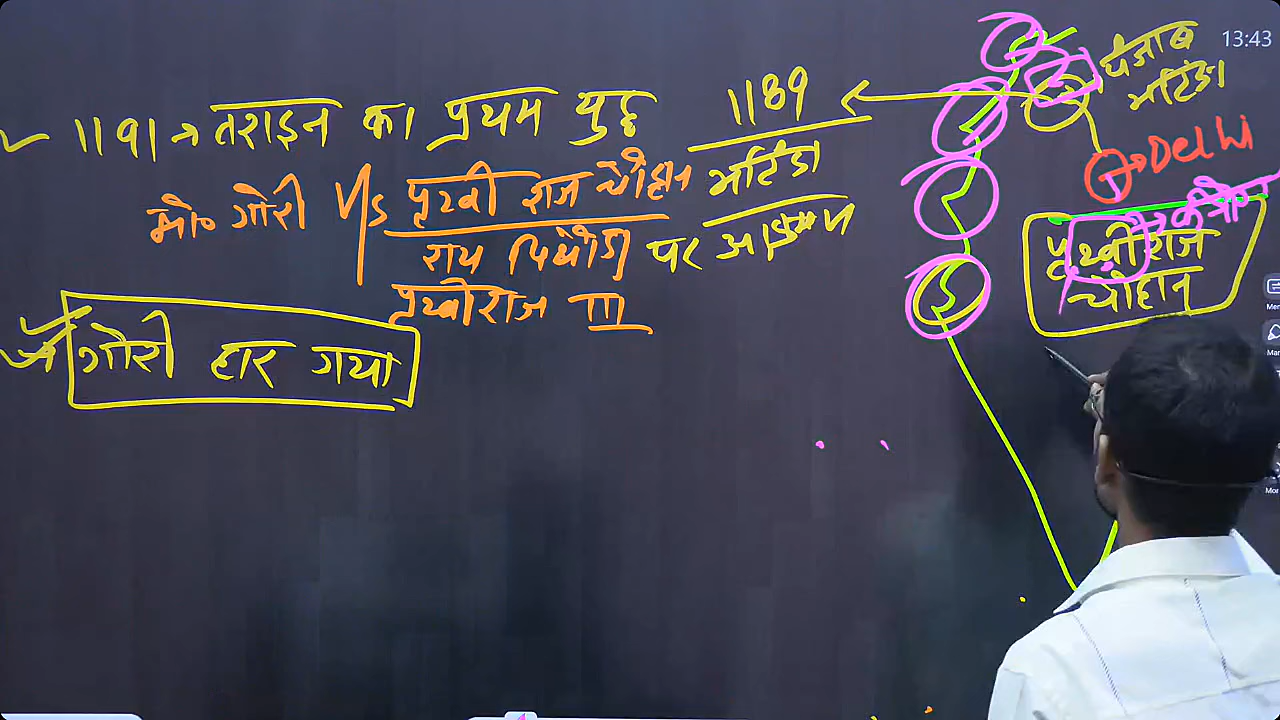 13:43
1191 → तराइन का प्रथम युद्ध
1189
पंजाब
भटिंडा
मो० गोरी V/s पृथ्वी राज चौहान
भटिंडा
→ Delhi
राय पिथौड़ा
पर आक्रमण
पृथ्वीराज
चौहान
पृथ्वीराज III
गोरी हार गया